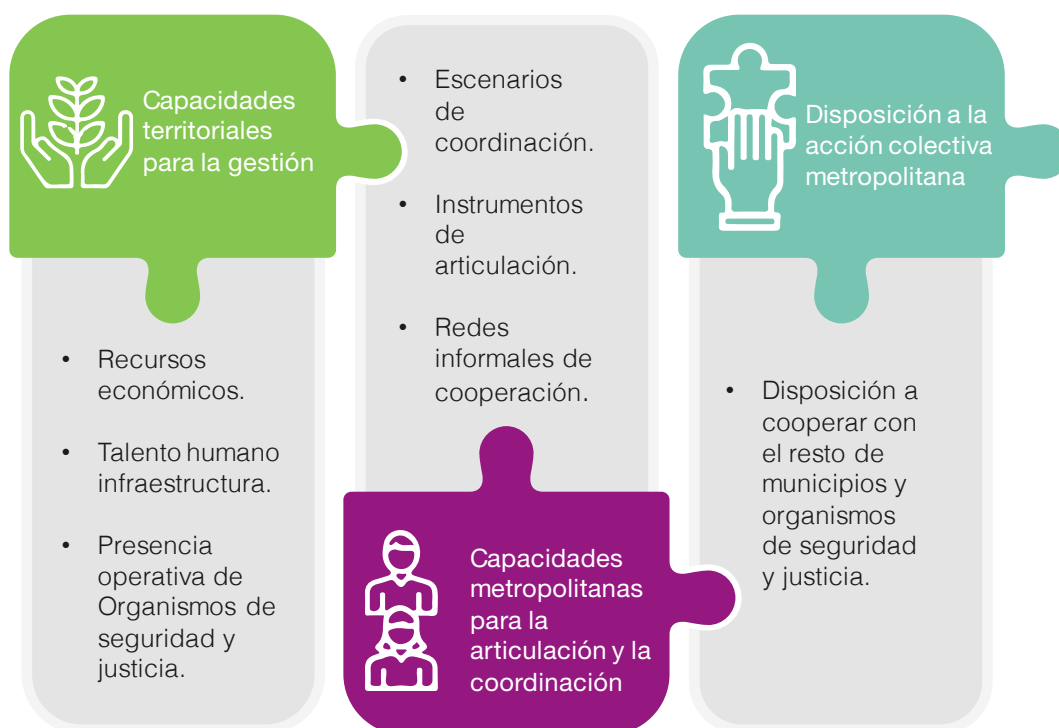 Capacidades
territoriales
para la gestión
• Recursos
económicos.
• Talento humano
infraestructura.
• Presencia
operativa de
Organismos de
seguridad y
justicia.
• Escenarios
de
coordinación.
• Instrumentos
de
articulación.
• Redes
informales de
cooperación.
Capacidades
metropolitanas
para la
articulación y la
coordinación
Disposición a la
acción colectiva
metropolitana
• Disposición a
cooperar con
el resto de
municipios y
organismos
de seguridad
y justicia.